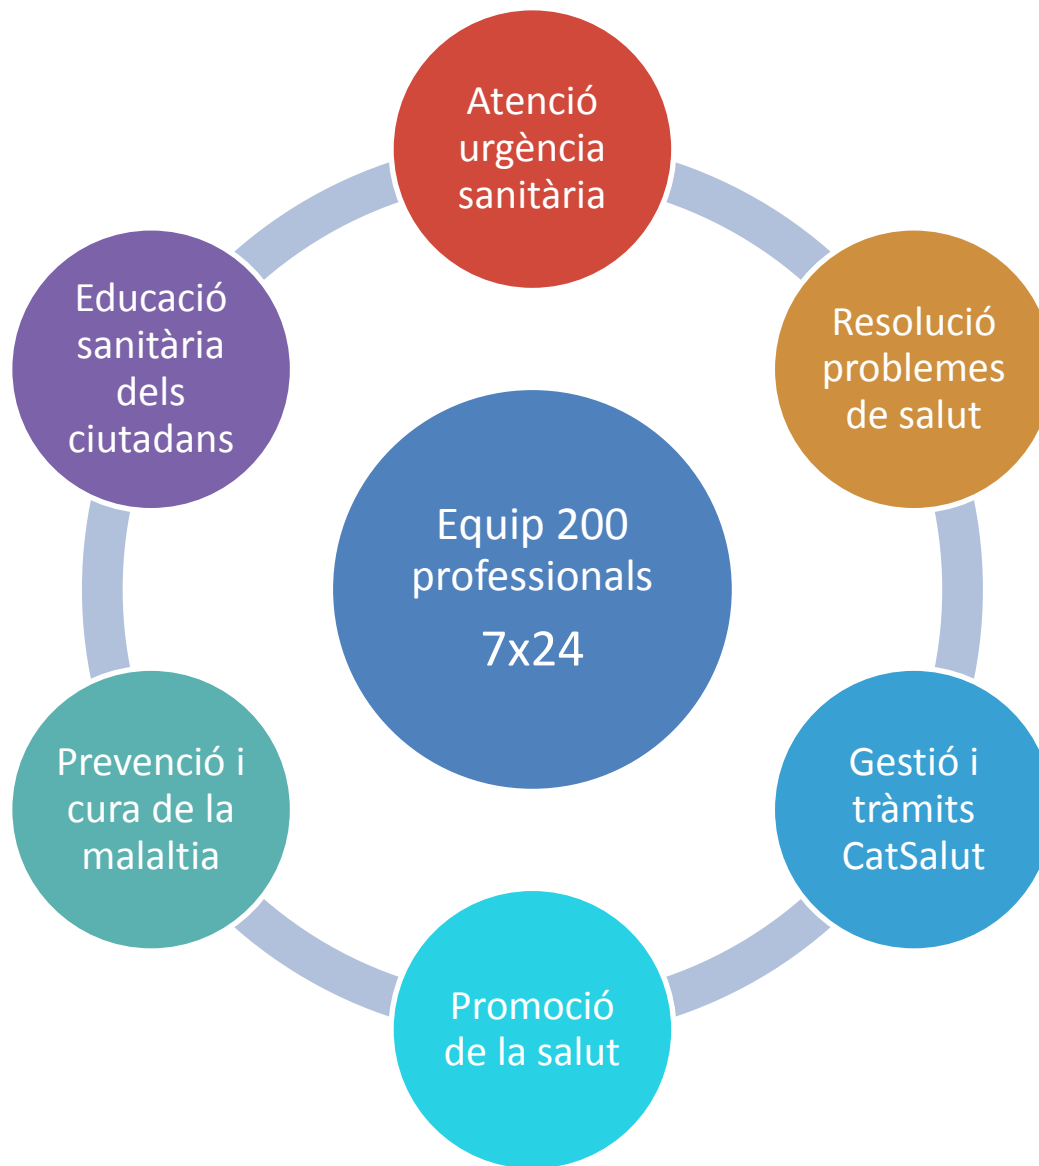 Atenció
urgència
sanitària
Resolució
problemes
de salut
Gestió i
tràmits
CatSalut
Promoció
de la salut
Prevenció i
cura de la
malaltia
Educació
sanitària
dels
ciutadans
Equip 200
professionals
7x24